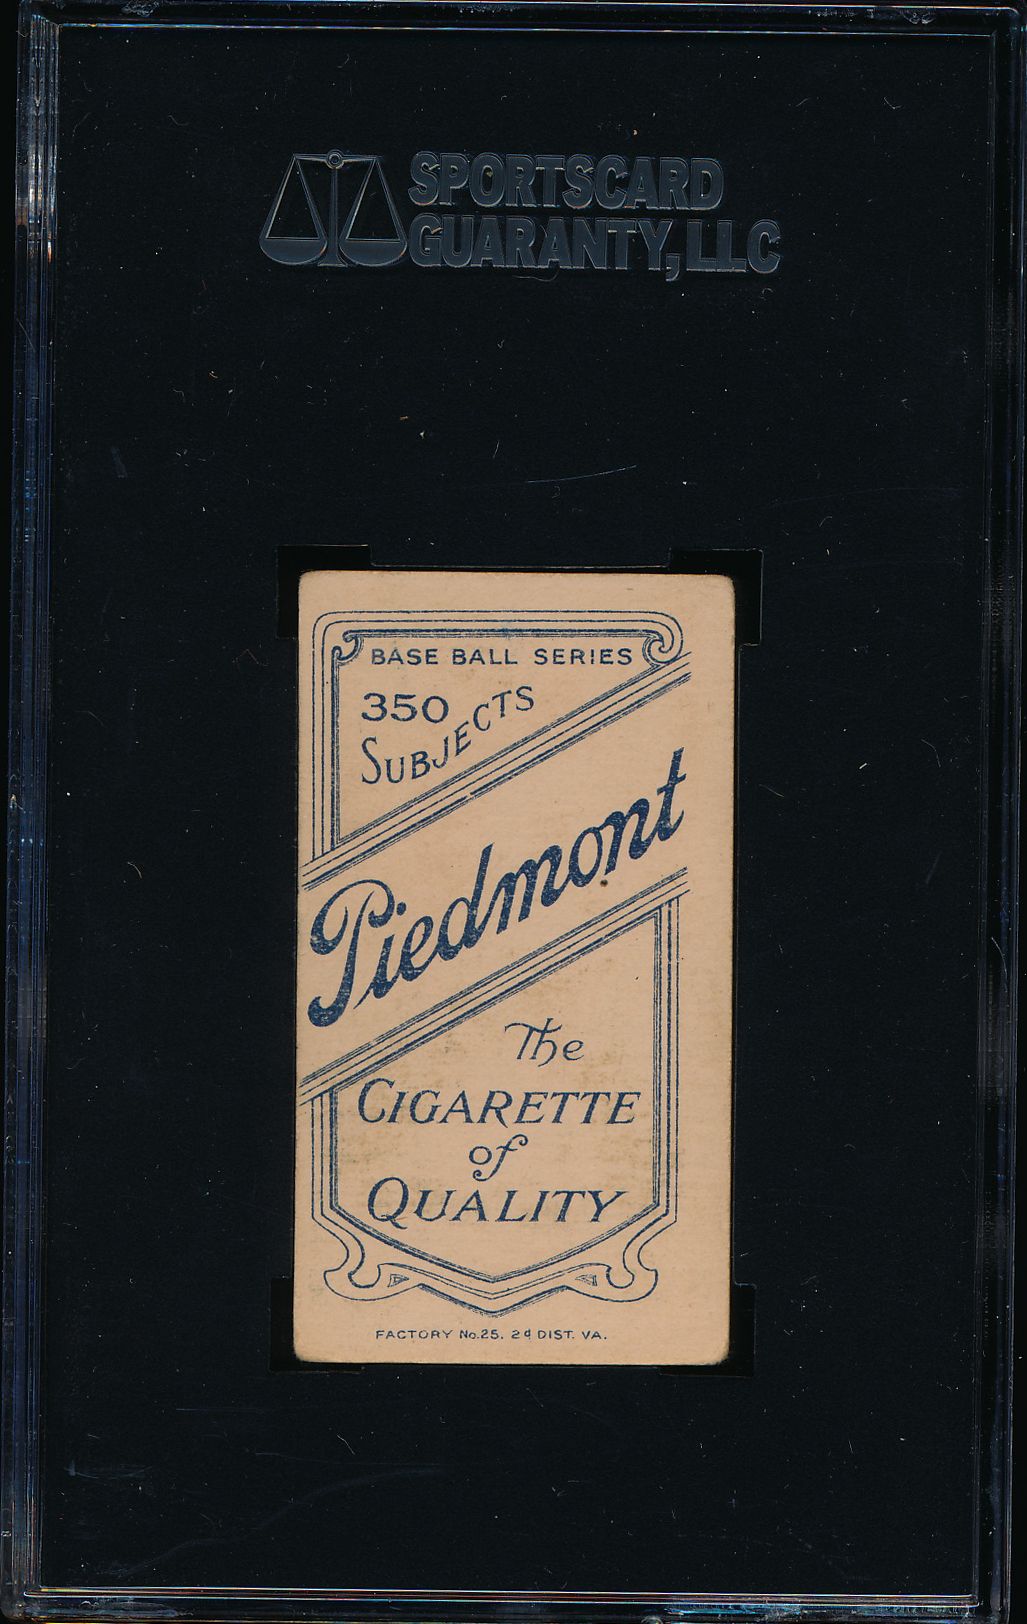 SPORTSCARD
GUARANTY, LLC
BASE BALL SERIES
350
SUBJECTS
Piedmont
The
CIGARETTE
of
QUALITY
FACTORY No. 25. 2d DIST. VA.